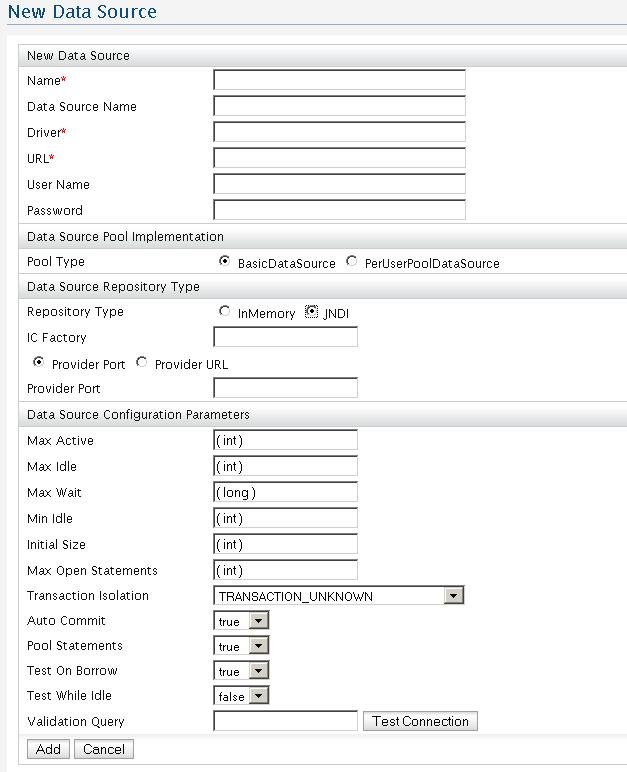 New Data Source
New Data Source
Name*
Data Source Name
Driver*
URL*
User Name
Password
Data Source Pool Implementation
Pool Type BasicDataSource PerUserPoolDataSource
Data Source Repository Type
Repository Type InMemory JNDI
IC Factory
Provider Port Provider URL
Provider Port
Data Source Configuration Parameters
Max Active (int)
Max Idle (int)
Max Wait (long)
Min Idle (int)
Initial Size (int)
Max Open Statements (int)
Transaction Isolation TRANSACTION_UNKNOWN
Auto Commit true
Pool Statements true
Test On Borrow true
Test While Idle false
Validation Query Test Connection
Add Cancel